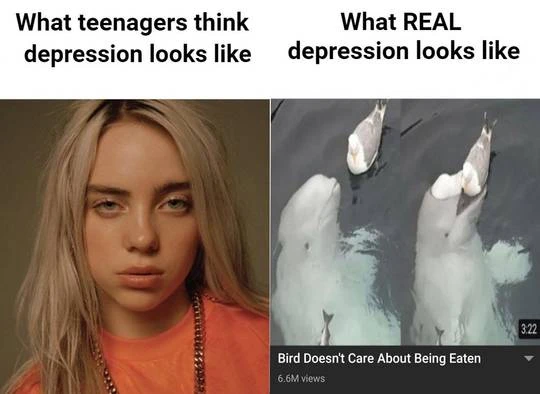 What teenagers think
depression looks like
What REAL
depression looks like
3:22
Bird Doesn't Care About Being Eaten
6.6M views